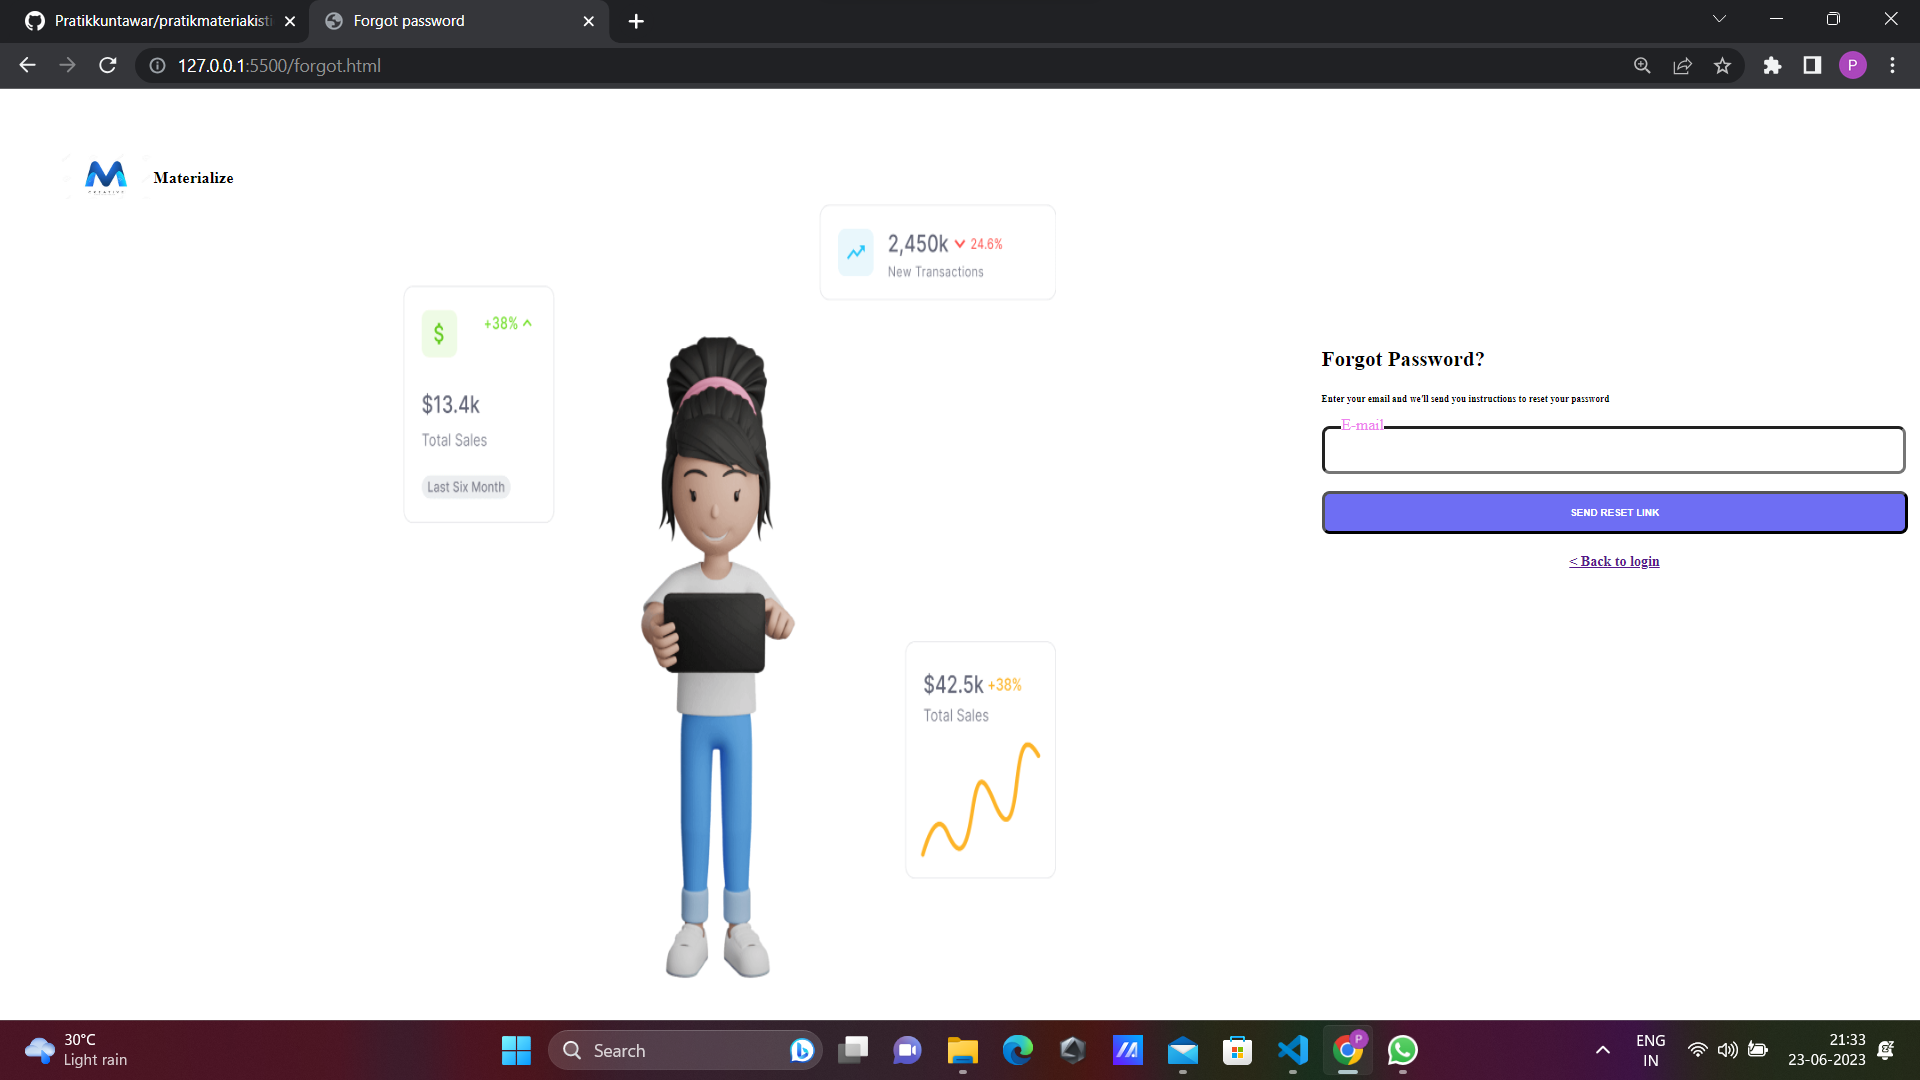 Pratikkuntawar/pratikmateriakisti
Forgot password
127.0.0.1:5500/forgot.html
P
CREATIVE
Materialize
2,450k 24.6%
New Transactions
$ +38%
$13.4k
Total Sales
Last Six Month
Forgot Password?
Enter your email and we'll send you instructions to reset your password
E-mail
SEND RESET LINK
< Back to login
$42.5k +38%
Total Sales
30°C
Light rain
Search
P
ENG
IN
21:33
23-06-2023